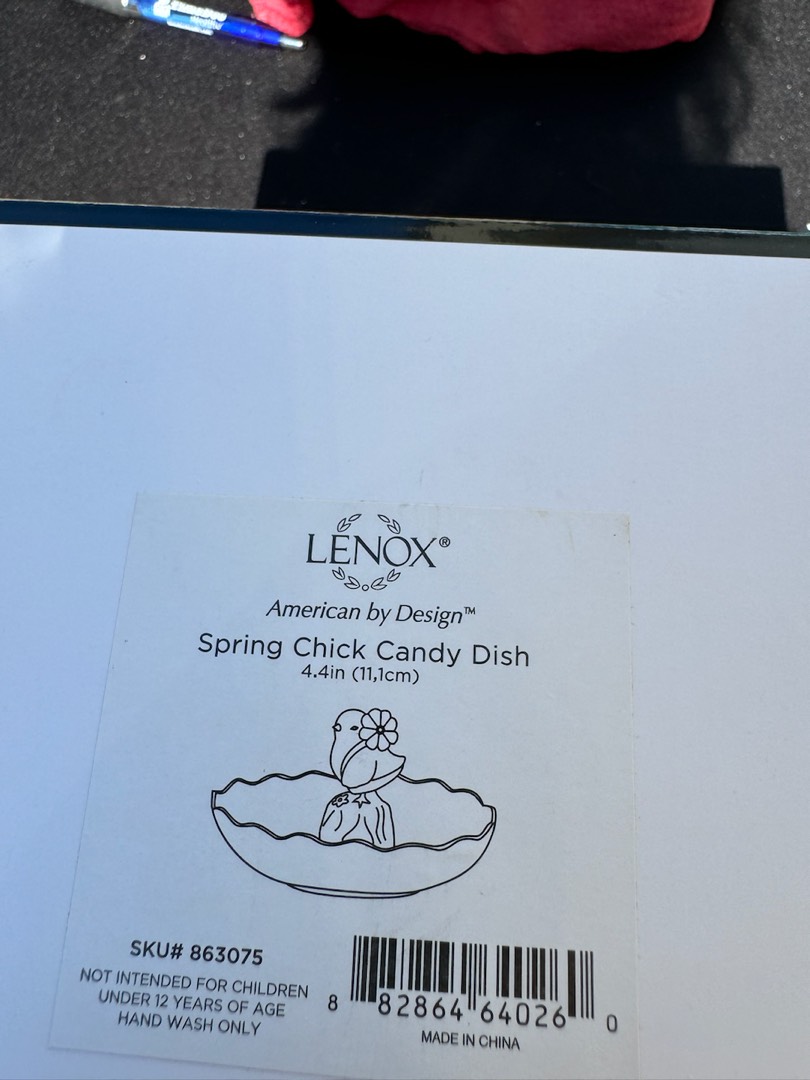 LENOX®
American by Design™
Spring Chick Candy Dish
4.4in (11,1cm)
SKU# 863075
NOT INTENDED FOR CHILDREN
UNDER 12 YEARS OF AGE
HAND WASH ONLY
8 82864 64026 0
MADE IN CHINA